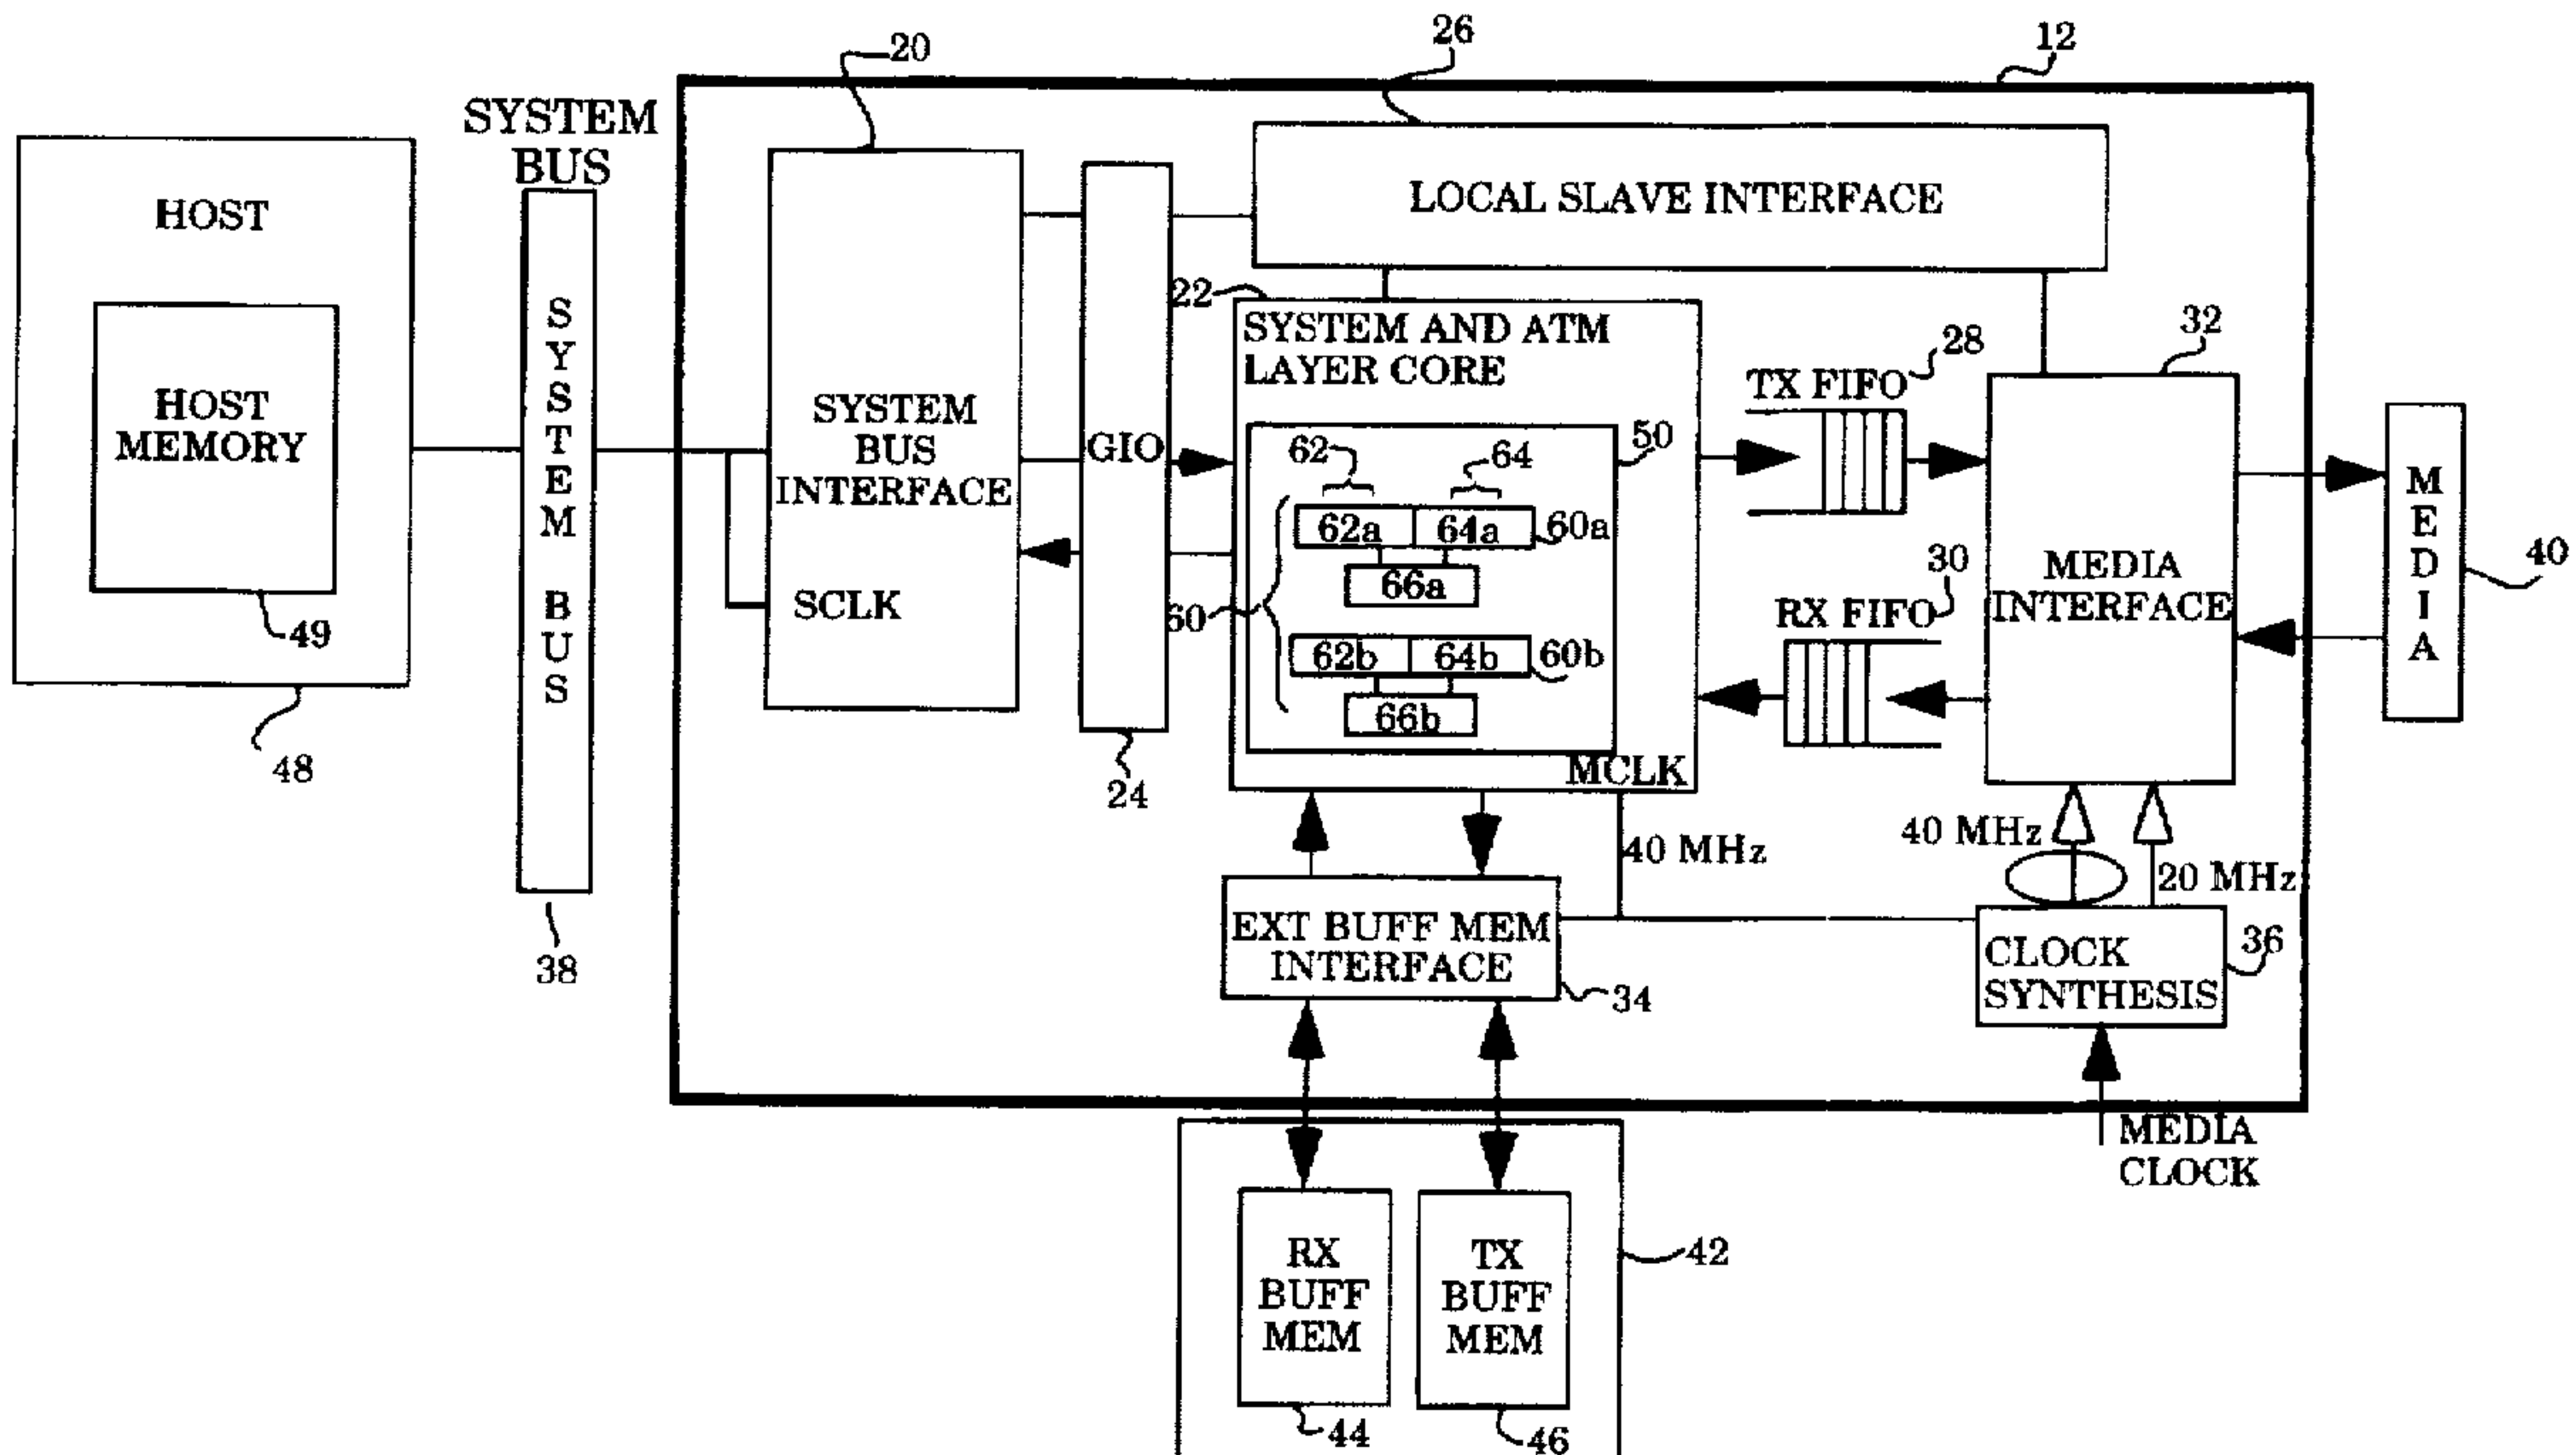 20
26
12
SYSTEM
BUS
HOST
HOST
MEMORY
49
48
SYSTEM BUS
38
SYSTEM
BUS
INTERFACE
SCLK
GIO
24
LOCAL SLAVE INTERFACE
22
SYSTEM AND ATM
LAYER CORE
50
62
64
62a
64a
60a
66a
60
62b
64b
60b
66b
MCLK
TX FIFO
28
RX FIFO
30
32
MEDIA
INTERFACE
MEDIA
40
40 MHz
40 MHz
20 MHz
EXT BUFF MEM
INTERFACE
34
CLOCK
SYNTHESIS
36
MEDIA
CLOCK
RX
BUFF
MEM
44
TX
BUFF
MEM
46
42